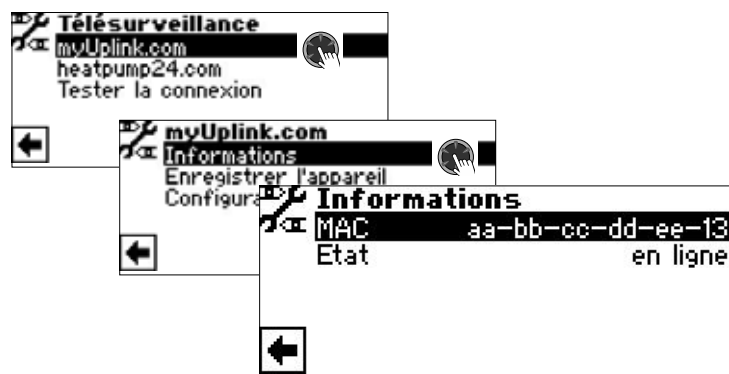 Télésurveillance
myUplink.com
heatpump24.com
Tester la connexion
myUplink.com
Informations
Enregistrer l'appareil
Configura
Informations
MAC aa-bb-cc-dd-ee-13
Etat en ligne